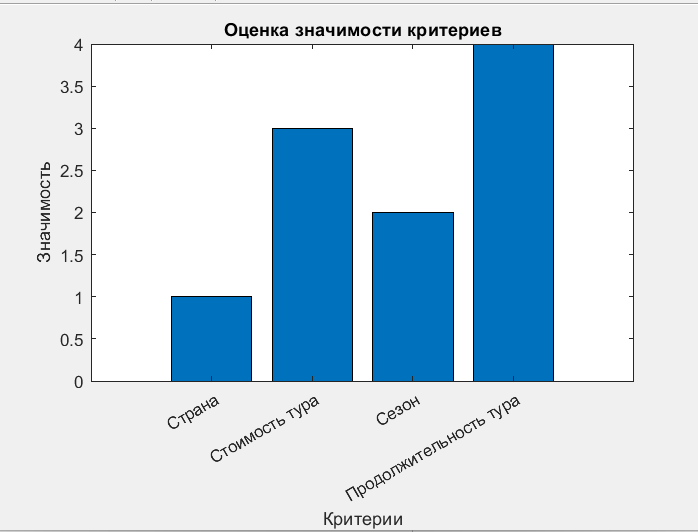 Оценка значимости критериев
4
3.5
3
2.5
2
1.5
1
0.5
0
Значимость
Страна
Стоимость тура
Сезон
Продолжительность тура
Критерии